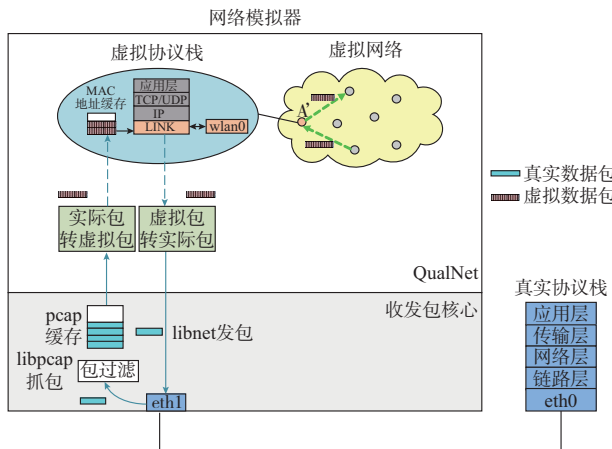 网络模拟器
虚拟协议栈
虚拟网络
MAC
地址缓存
应用层
TCP/UDP
IP
LINK
wlan0
A'
真实数据包
虚拟数据包
实际包
转虚拟包
虚拟包
转实际包
QualNet
收发包核心
pcap
缓存
libnet发包
libpcap
抓包
包过滤
eth1
真实协议栈
应用层
传输层
网络层
链路层
eth0